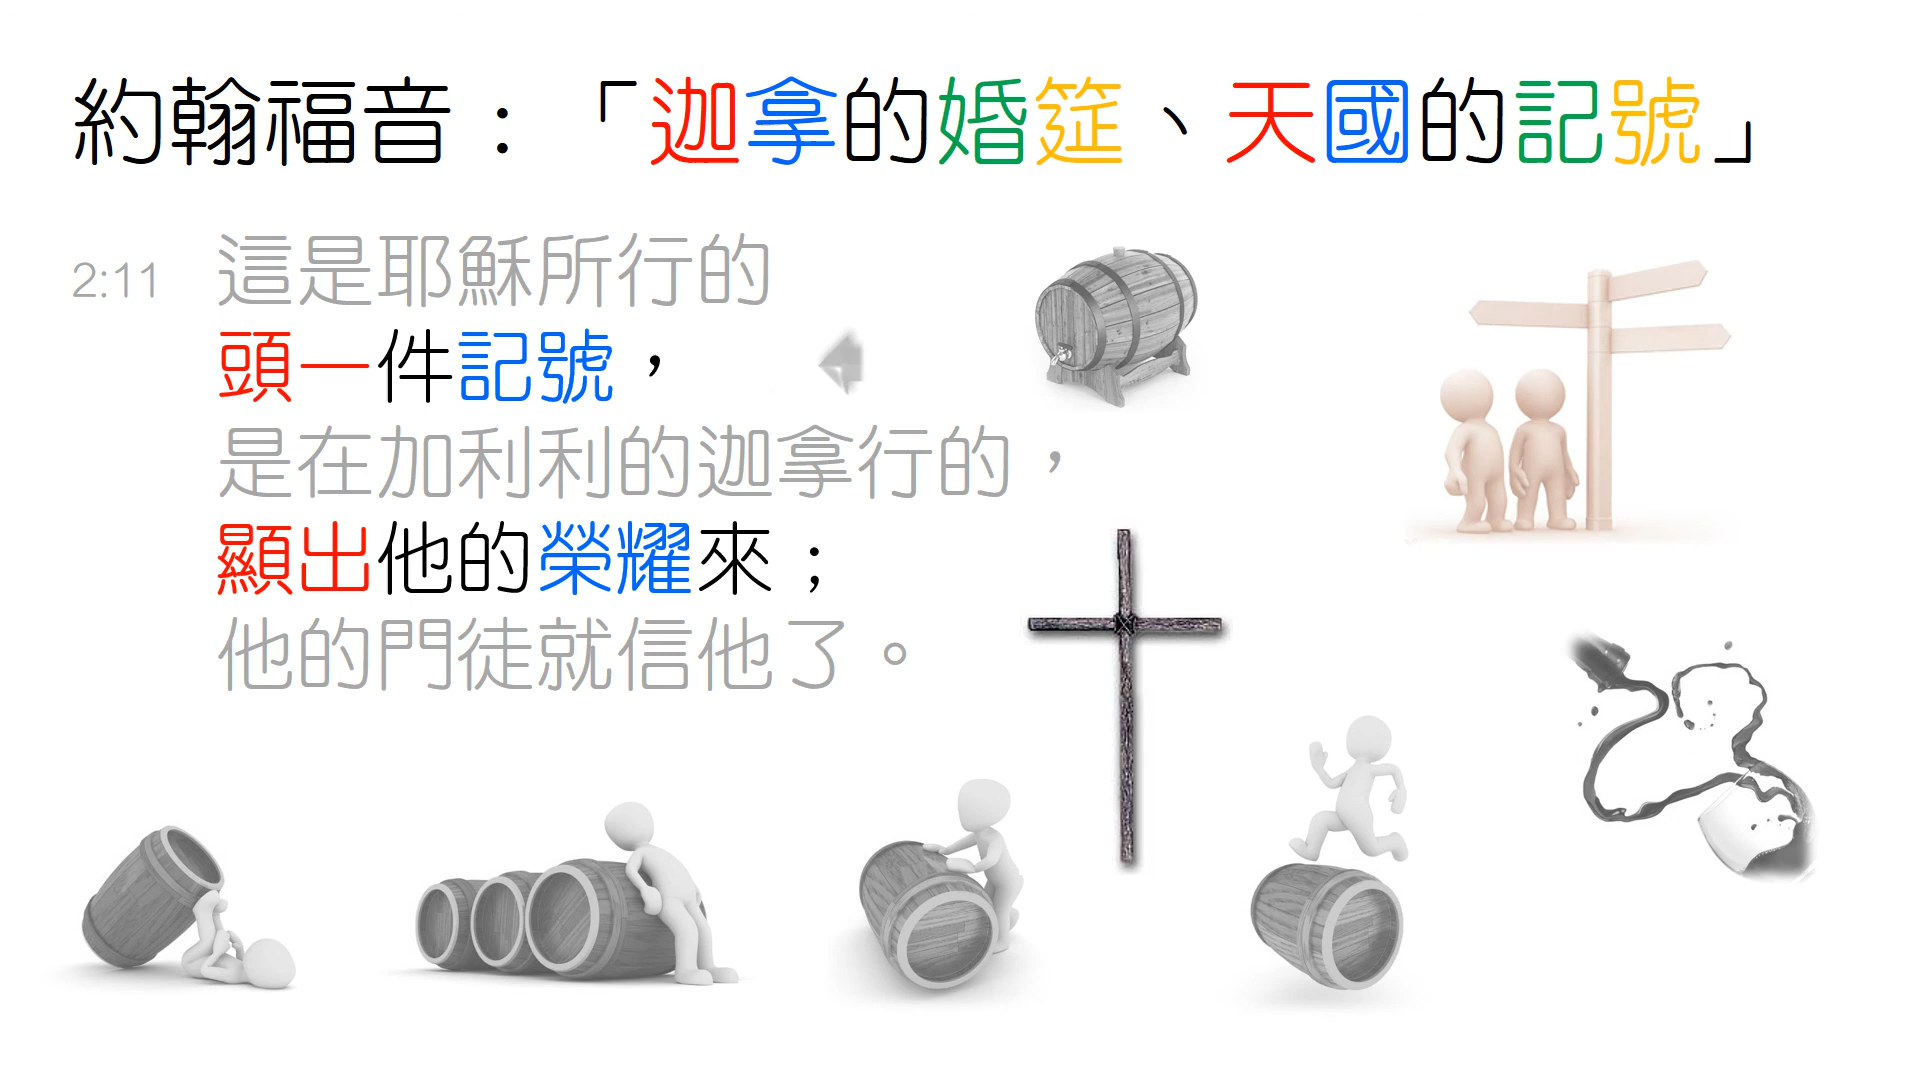 約翰福音：「迦拿的婚筵、天國的記號」
2:11 這是耶穌所行的
頭一件記號，
是在加利利的迦拿行的，
顯出他的榮耀來；
他的門徒就信他了。